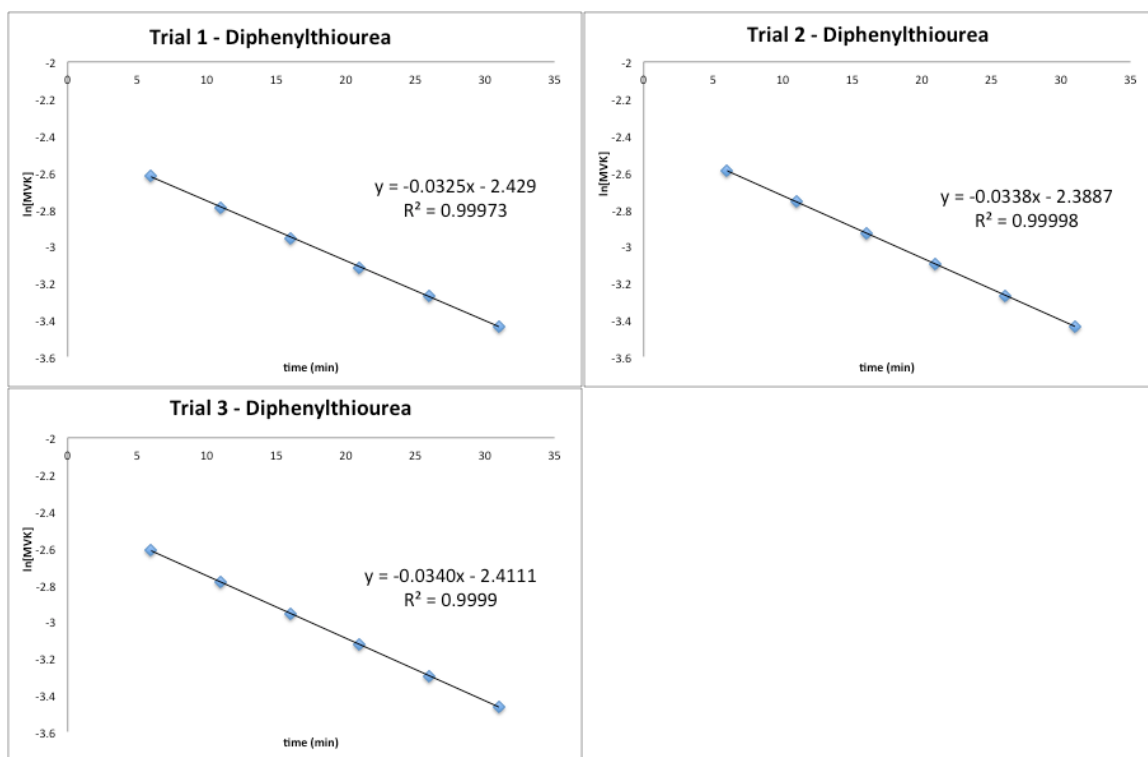 Trial 1 - Diphenylthiourea
-2
0 5 10 15 20 25 30 35
-2.2
-2.4
-2.6
-2.8
-3
-3.2
-3.4
-3.6
ln[MVK]
y = -0.0325x - 2.429
R² = 0.99973
time (min)
Trial 2 - Diphenylthiourea
-2
0 5 10 15 20 25 30 35
-2.2
-2.4
-2.6
-2.8
-3
-3.2
-3.4
-3.6
ln[MVK]
y = -0.0338x - 2.3887
R² = 0.99998
time (min)
Trial 3 - Diphenylthiourea
-2
0 5 10 15 20 25 30 35
-2.2
-2.4
-2.6
-2.8
-3
-3.2
-3.4
-3.6
ln[MVK]
y = -0.0340x - 2.4111
R² = 0.9999
time (min)